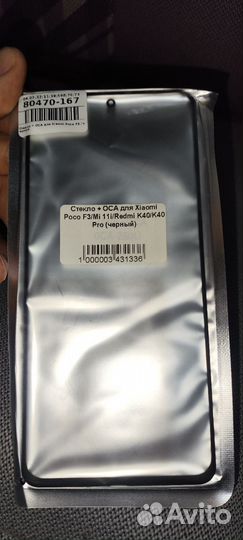 80470-167
Стекло + OCA для Xiaomi
Poco F3/Mi 11i/Redmi K40/K40
Pro (черный)
1 000003 431336
Avito